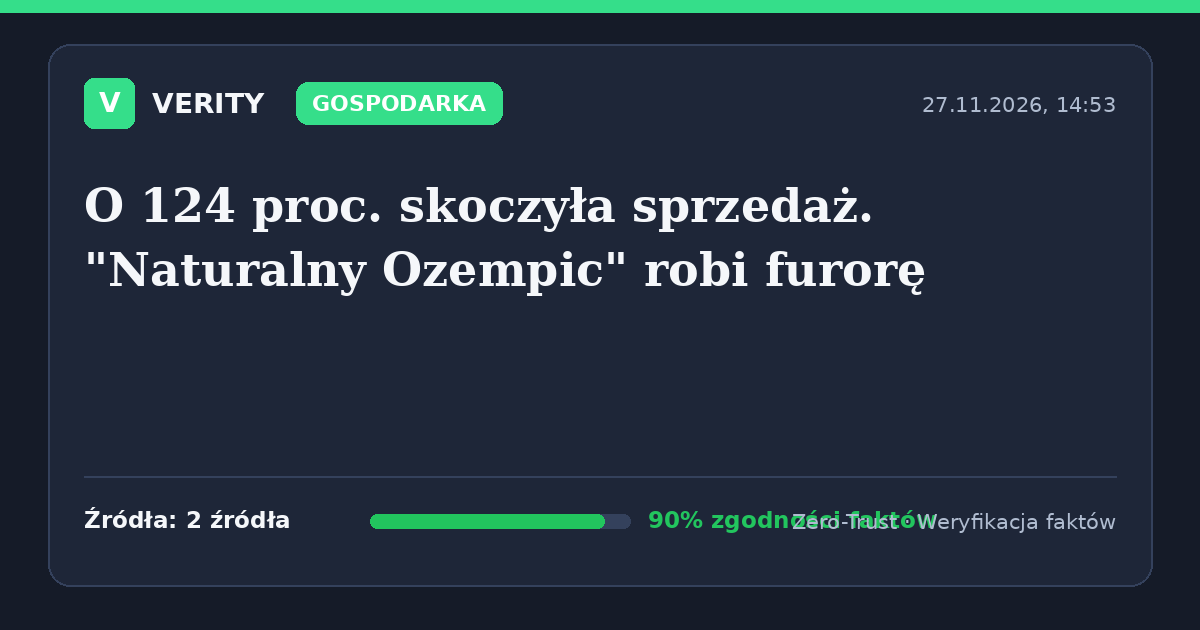 V VERITY GOSPODARKA 27.11.2026, 14:53
O 124 proc. skoczyła sprzedaż.
"Naturalny Ozempic" robi furorę
Źródła: 2 źródła 90% zgodności faktów Zero-Trust · Weryfikacja faktów